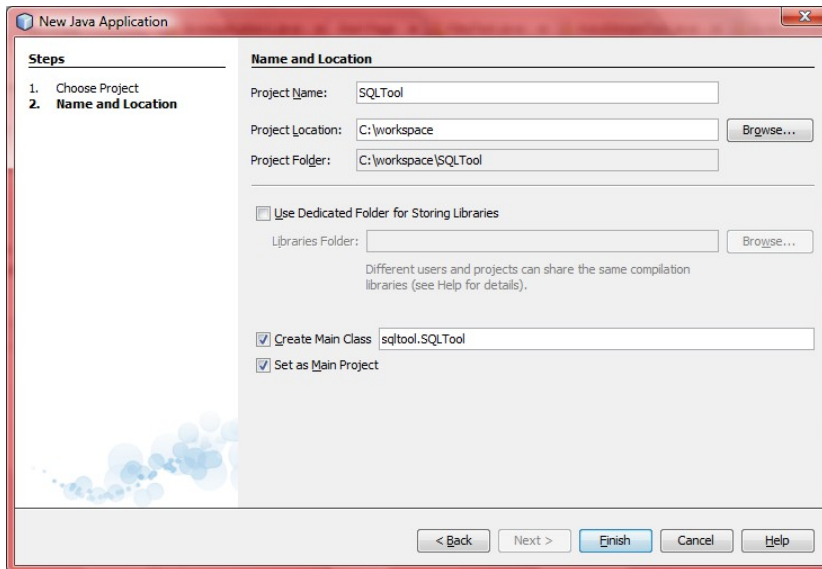 New Java Application
Steps
1. Choose Project
2. Name and Location
Name and Location
Project Name: SQLTool
Project Location: C:\workspace Browse...
Project Folder: C:\workspace\SQLTool
Use Dedicated Folder for Storing Libraries
Libraries Folder: Browse...
Different users and projects can share the same compilation
libraries (see Help for details).
Create Main Class sqltool.SQLTool
Set as Main Project
< Back Next > Finish Cancel Help